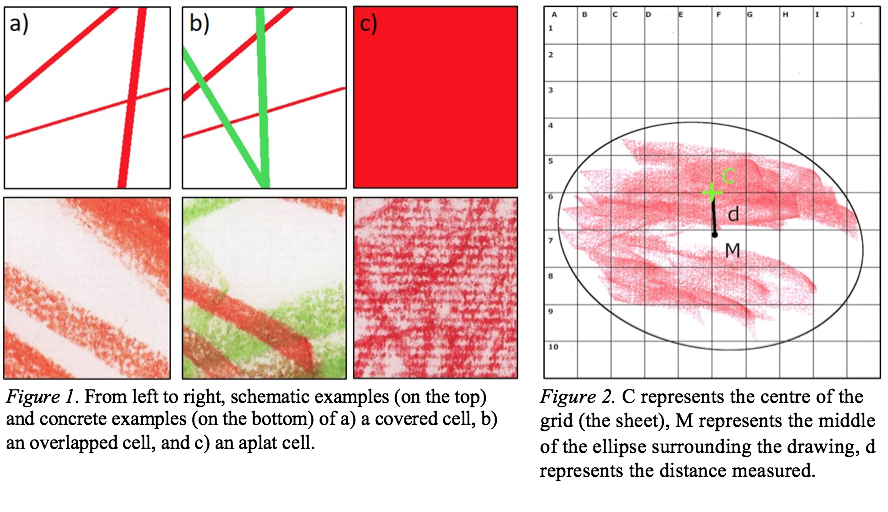 a)
b)
c)
Figure 1. From left to right, schematic examples (on the top)
and concrete examples (on the bottom) of a) a covered cell, b)
an overlapped cell, and c) an aplat cell.
A B C D E F G H I J
1
2
3
4
5
6
7
8
9
10
C
d
M
Figure 2. C represents the centre of the
grid (the sheet), M represents the middle
of the ellipse surrounding the drawing, d
represents the distance measured.